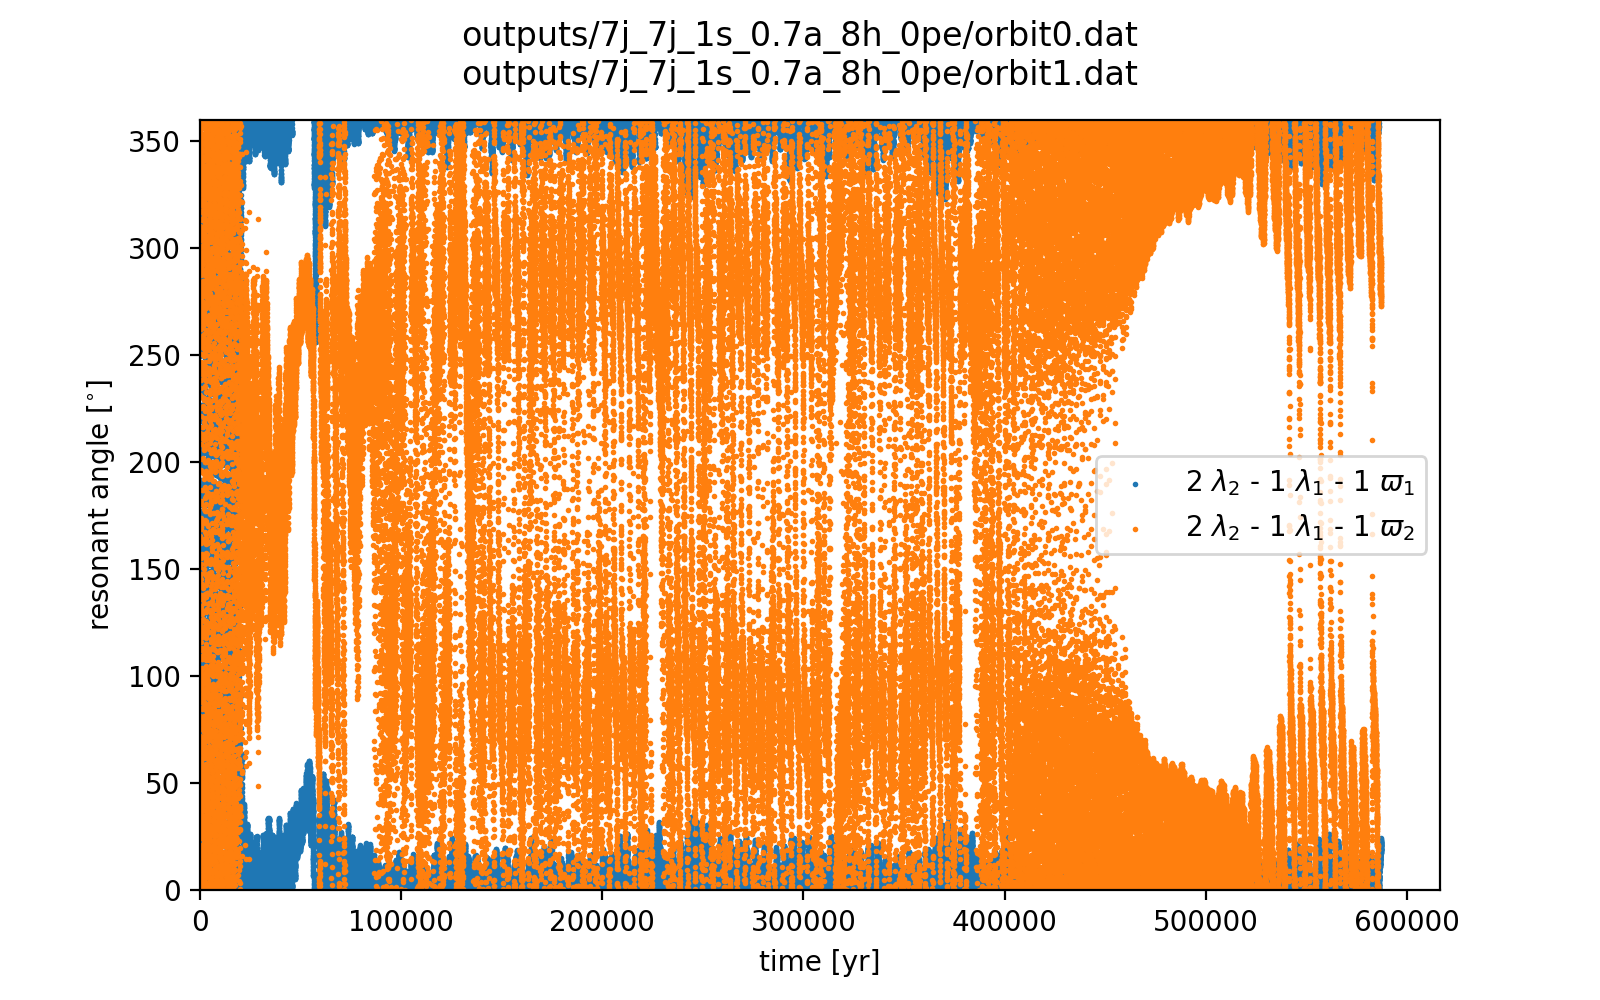 outputs/7j_7j_1s_0.7a_8h_0pe/orbit0.dat
outputs/7j_7j_1s_0.7a_8h_0pe/orbit1.dat
350
300
250
200
150
100
50
0
resonant angle [°]
2 λ₂ - 1 λ₁ - 1 ϖ₁
2 λ₂ - 1 λ₁ - 1 ϖ₂
0 100000 200000 300000 400000 500000 600000
time [yr]